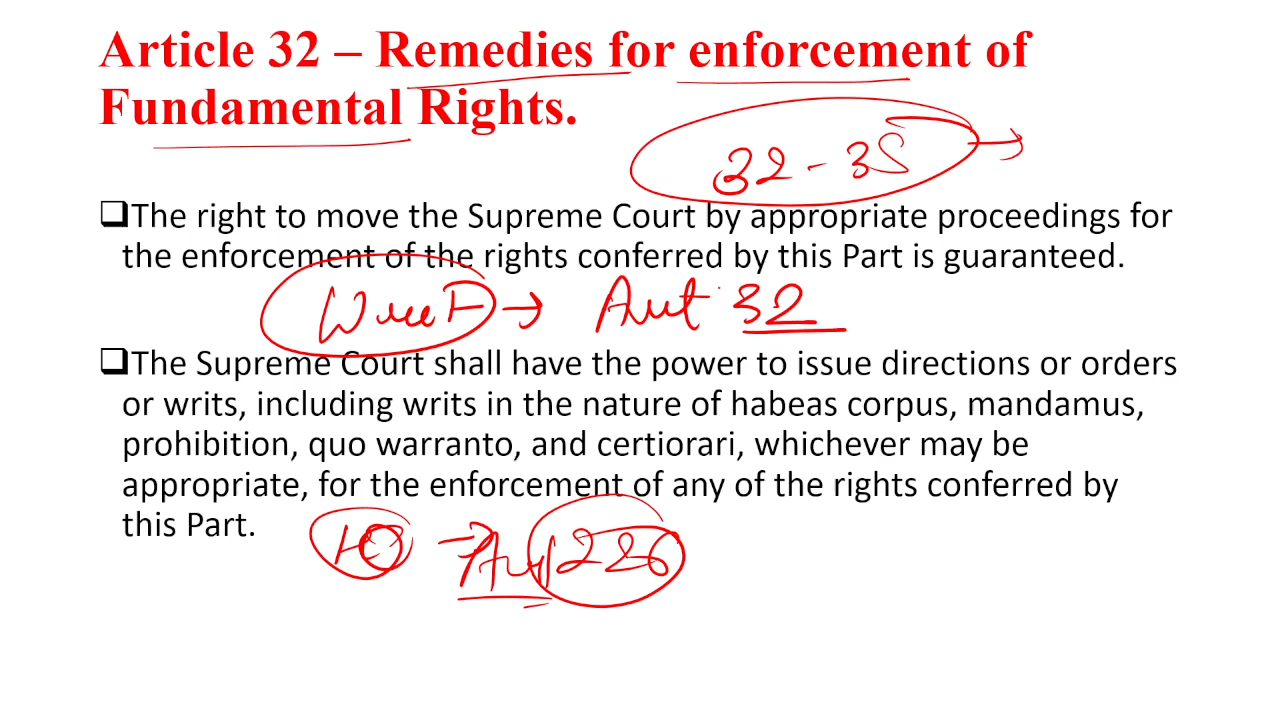 Article 32 – Remedies for enforcement of
Fundamental Rights.
32 - 35
❑The right to move the Supreme Court by appropriate proceedings for
the enforcement of the rights conferred by this Part is guaranteed.
→ Art 32
❑The Supreme Court shall have the power to issue directions or orders
or writs, including writs in the nature of habeas corpus, mandamus,
prohibition, quo warranto, and certiorari, whichever may be
appropriate, for the enforcement of any of the rights conferred by
this Part.
HC → Art 226